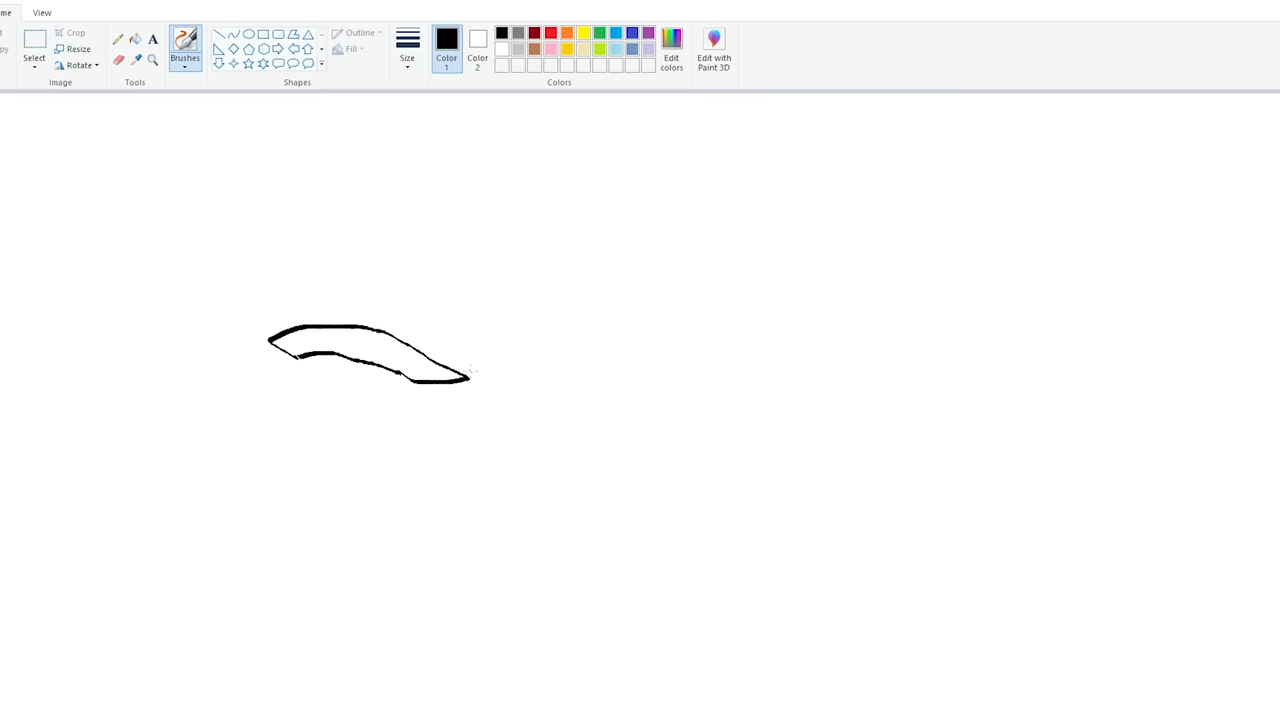 me View
t Crop Outline
py Select Resize A Brushes Fill Size Color 1 Color 2 Edit colors Edit with Paint 3D
Rotate
Image Tools Shapes Colors